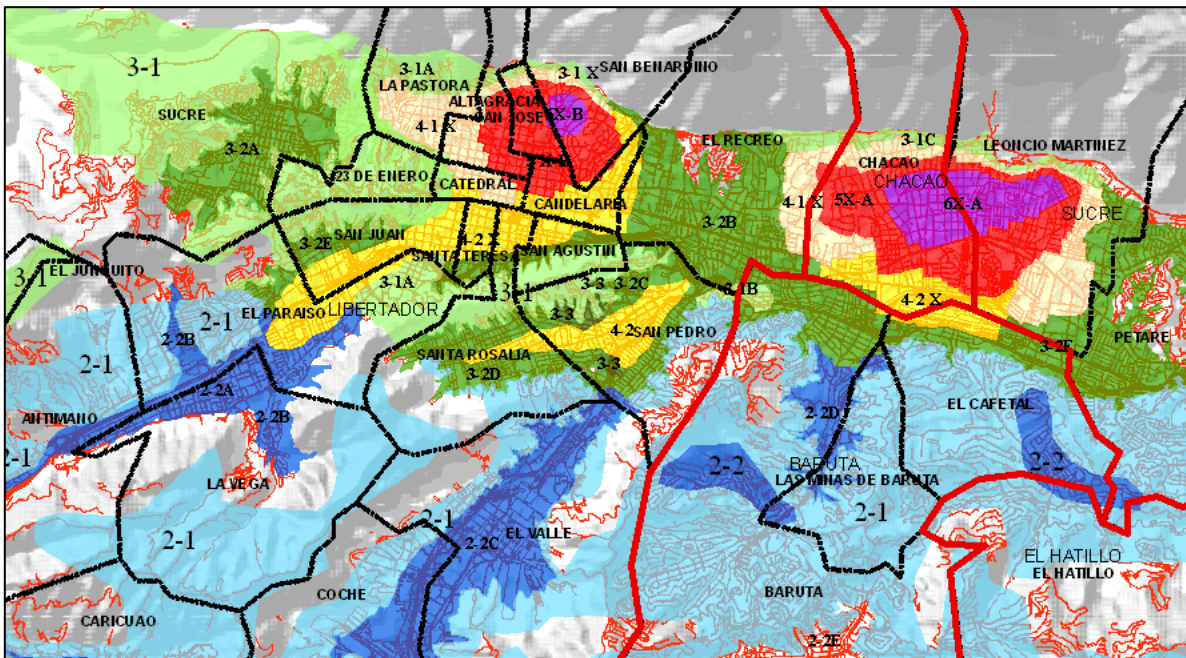 3-1
3-1 X
SAN BENARDINO
3-1A
LA PASTORA
SUCRE
ALTAGRACIA
SAN JOSE
X-B
4-1 X
3-2A
EL RECREO
3-1C
LEONCIO MARTINEZ
CHACAO
CHACAO
23 DE ENERO
CATEDRAL
CANDELARIA
4-1 X
5X-A
6X-A
SUCRE
3-2B
3-2E
SAN JUAN
4-2 X
SANTA TERESA
SAN AGUSTIN
3-1
EL JUNQUITO
3-1A
3-1
3-3
3-2C
3-1B
4-2 X
EL PARAISO
LIBERTADOR
3-3
2-1
2-2B
4-2
SAN PEDRO
3-2F
PETARE
2-1
SANTA ROSALIA
3-2D
3-3
2-2A
2-2B
ANTIMANO
2-2D
EL CAFETAL
2-1
2-2
BARUTA
2-2
LA VEGA
LAS MINAS DE BARUTA
2-1
2-1
2-1
EL VALLE
2-2C
EL HATILLO
EL HATILLO
COCHE
BARUTA
CARICUAO
2-2E